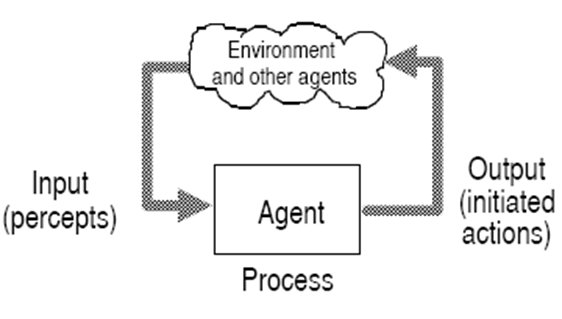 Environment
and other agents
Input
(percepts)
Agent
Output
(initiated
actions)
Process